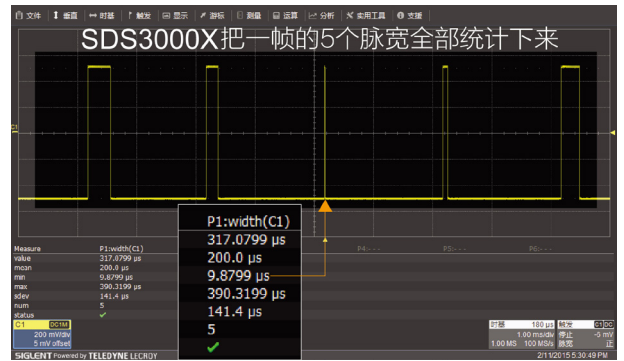 文件 垂直 时基 触发 显示 游标 测量 运算 分析 实用工具 支援
SDS3000X把一帧的5个脉宽全部统计下来
C1
P1:width(C1)
317.0799 μs
200.0 μs
9.8799 μs
390.3199 μs
141.4 μs
5
Measure P1:width(C1) P4:--- P5:--- P6:---
value 317.0799 μs
mean 200.0 μs
min 9.8799 μs
max 390.3199 μs
sdev 141.4 μs
num 5
status
C1 DC1M
200 mV/div
5 mV offset
时基 180 μs
1.00 ms/div
1.00 MS 100 MS/s
触发 C1 DC
停止 -5 mV
脉宽 正
SIGLENT Powered by TELEDYNE LECROY
2/11/2015 5:30:49 PM